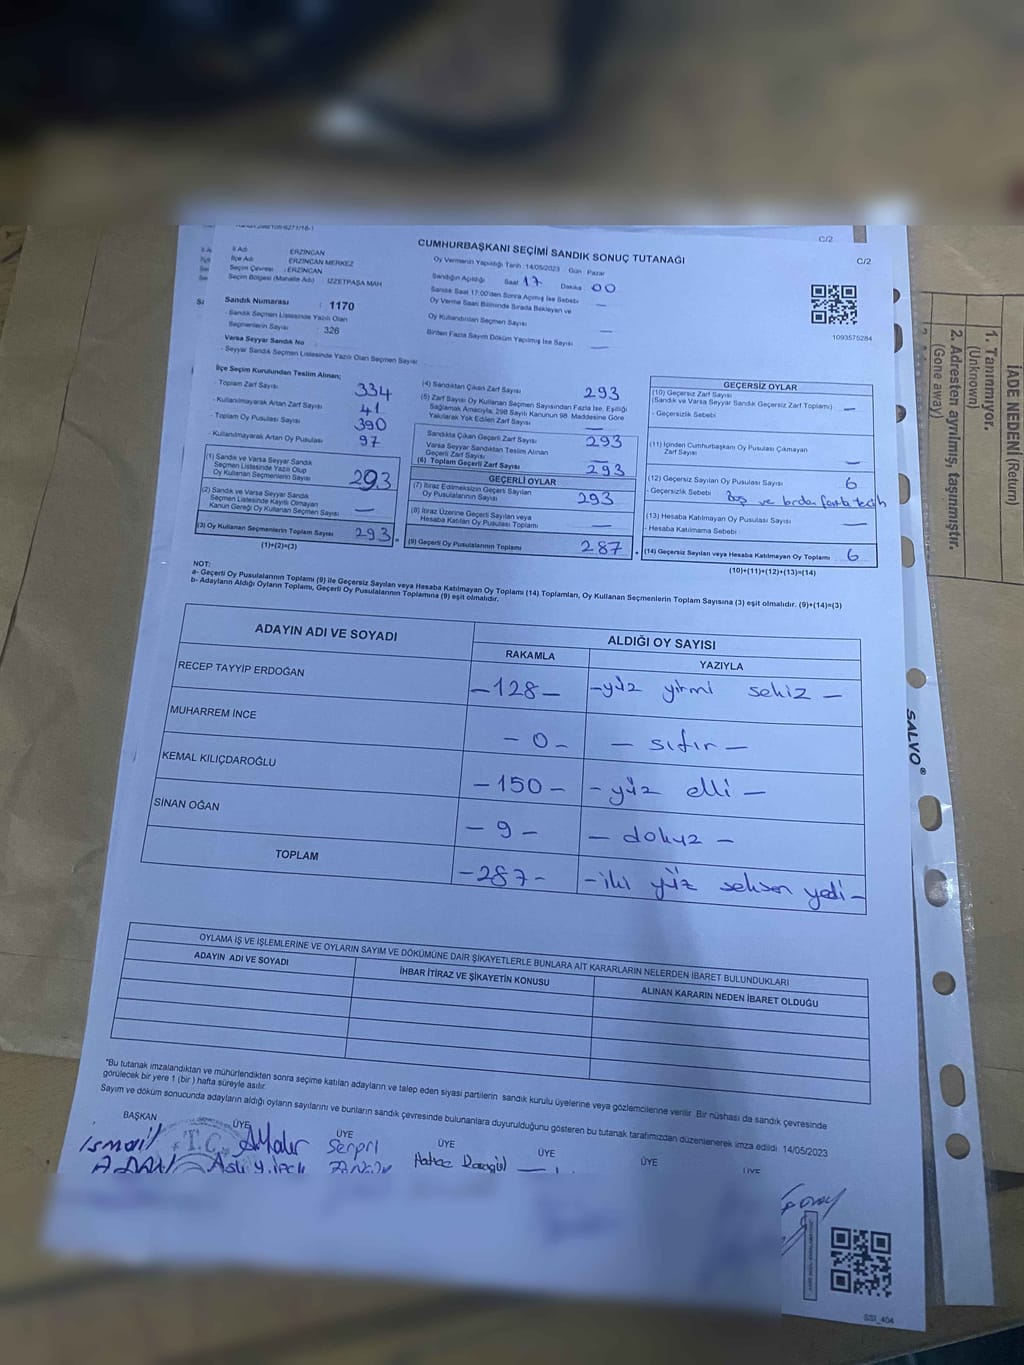 C/2
C/2
CUMHURBAŞKANI SEÇİMİ SANDIK SONUÇ TUTANAĞI
İl Adı ERZİNCAN
İlçe Adı ERZİNCAN MERKEZ
Seçim Çevresi : ERZİNCAN
Seçim Bölgesi (Mahalle Adı) : İZZETPAŞA MAH
Sandık Numarası : 1170
Sandık Seçmen Listesinde Yazılı Olan
Seçmenlerin Sayısı : 326
Varsa Seyyar Sandık No
- Seyyar Sandık Seçmen Listesinde Yazılı Olan Seçmen Sayısı
Oy Vermenin Yapıldığı Tarih : 14/05/2023 Gün : Pazar
Sandığın Açıldığı Saat 17 Dakika 00
Sandık Saat 17:00'den Sonra Açılmış İse Sebebi
Oy Verme Saati Bitiminde Sırada Bekleyen ve
Oy Kullandırılan Seçmen Sayısı —
Birden Fazla Sayım Döküm Yapılmış İse Sayısı —
1093575284
İlçe Seçim Kurulundan Teslim Alınan;
- Toplam Zarf Sayısı 334
- Kullanılmayarak Artan Zarf Sayısı 41
- Toplam Oy Pusulası Sayısı 390
- Kullanılmayarak Artan Oy Pusulası 97
(1) Sandık ve Varsa Seyyar Sandık
Seçmen Listesinde Yazılı Olup
Oy Kullanan Seçmenlerin Sayısı 293
(2) Sandık ve Varsa Seyyar Sandık
Seçmen Listesinde Kayıtlı Olmayan
Kanun Gereği Oy Kullanan Seçmen Sayısı —
(3) Oy Kullanan Seçmenlerin Toplam Sayısı 293
(1)+(2)=(3)
(4) Sandıktan Çıkan Zarf Sayısı 293
(5) Zarf Sayısı Oy Kullanan Seçmen Sayısından Fazla İse, Eşitliği
Sağlamak Amacıyla, 298 Sayılı Kanunun 98. Maddesine Göre
Yakılarak Yok Edilen Zarf Sayısı —
Sandıkta Çıkan Geçerli Zarf Sayısı 293
Varsa Seyyar Sandıktan Teslim Alınan
Geçerli Zarf Sayısı —
(6) Toplam Geçerli Zarf Sayısı 293
GEÇERLİ OYLAR
(7) İtiraz Edilmeksizin Geçerli Sayılan
Oy Pusulalarının Sayısı 293
(8) İtiraz Üzerine Geçerli Sayılan veya
Hesaba Katılan Oy Pusulası Toplamı —
(9) Geçerli Oy Pusulalarının Toplamı 287
GEÇERSİZ OYLAR
(10) Geçersiz Zarf Sayısı
(Sandık ve Varsa Seyyar Sandık Geçersiz Zarf Toplamı) —
- Geçersizlik Sebebi
(11) İçinden Cumhurbaşkanı Oy Pusulası Çıkmayan
Zarf Sayısı —
(12) Geçersiz Sayılan Oy Pusulası Sayısı 6
- Geçersizlik Sebebi Boş ve birden fazla tercih
(13) Hesaba Katılmayan Oy Pusulası Sayısı —
- Hesaba Katılmama Sebebi
(14) Geçersiz Sayılan veya Hesaba Katılmayan Oy Toplamı 6
(10)+(11)+(12)+(13)=(14)
NOT:
a- Geçerli Oy Pusulalarının Toplamı (9) ile Geçersiz Sayılan veya Hesaba Katılmayan Oy Toplamı (14) Toplamları, Oy Kullanan Seçmenlerin Toplam Sayısına (3) eşit olmalıdır. (9)+(14)=(3)
b- Adayların Aldığı Oyların Toplamı, Geçerli Oy Pusulalarının Toplamına (9) eşit olmalıdır.
ADAYIN ADI VE SOYADI ALDIĞI OY SAYISI
RAKAMLA YAZIYLA
RECEP TAYYİP ERDOĞAN -128- -yüz yirmi sekiz-
MUHARREM İNCE -0- -sıfır-
KEMAL KILIÇDAROĞLU -150- -yüz elli-
SİNAN OĞAN -9- -dokuz-
TOPLAM -287- -iki yüz seksen yedi-
OYLAMA İŞ VE İŞLEMLERİNE VE OYLARIN SAYIM VE DÖKÜMÜNE DAİR ŞİKAYETLERLE BUNLARA AİT KARARLARIN NELERDEN İBARET BULUNDUKLARI
ADAYIN ADI VE SOYADI İHBAR İTİRAZ VE ŞİKAYETİN KONUSU ALINAN KARARIN NEDEN İBARET OLDUĞU
*Bu tutanak imzalandıktan ve mühürlendikten sonra seçime katılan adayların ve talep eden siyasi partilerin sandık kurulu üyelerine veya gözlemcilerine verilir. Bir nüshası da sandık çevresinde
görülecek bir yere 1 (bir) hafta süreyle asılır.
Sayım ve döküm sonucunda adayların aldığı oyların sayılarını ve bunların sandık çevresinde bulunanlara duyurulduğunu gösteren bu tutanak tarafımızdan düzenlenerek imza edildi. 14/05/2023
BAŞKAN ÜYE ÜYE ÜYE ÜYE ÜYE ÜYE
İsmail
T.C.
Aslı Y. İPEK
Serpil
SSİ_404
İADE NEDENİ (Return)
1. Tanınmıyor.
(Unknown)
2. Adresten ayrılmış, taşınmıştır.
(Gone away)
SALVO®